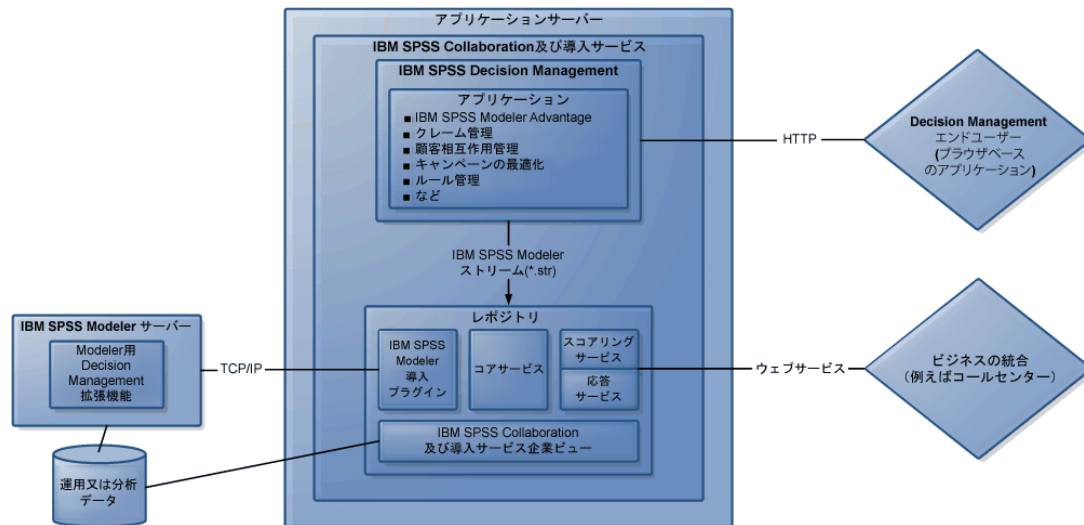 アプリケーションサーバー
IBM SPSS Collaboration及び導入サービス
IBM SPSS Decision Management
アプリケーション
■ IBM SPSS Modeler Advantage
■ クレーム管理
■ 顧客相互作用管理
■ キャンペーンの最適化
■ ルール管理
■ など
HTTP
Decision Management
エンドユーザー
(ブラウザベース
のアプリケーション)
IBM SPSS Modeler
ストリーム(*.str)
レポジトリ
IBM SPSS
Modeler
導入
プラグイン
コアサービス
スコアリング
サービス
応答
サービス
IBM SPSS Collaboration
及び導入サービス企業ビュー
IBM SPSS Modeler サーバー
Modeler用
Decision
Management
拡張機能
TCP/IP
運用又は分析
データ
ウェブサービス
ビジネスの統合
(例えばコールセンター)